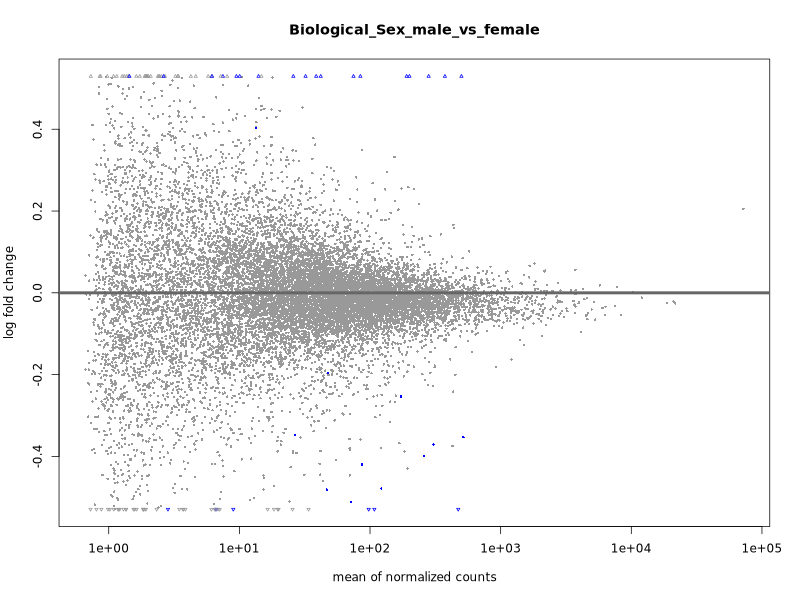 Biological_Sex_male_vs_female
log fold change
0.4
0.2
0.0
-0.2
-0.4
1e+00 1e+01 1e+02 1e+03 1e+04 1e+05
mean of normalized counts